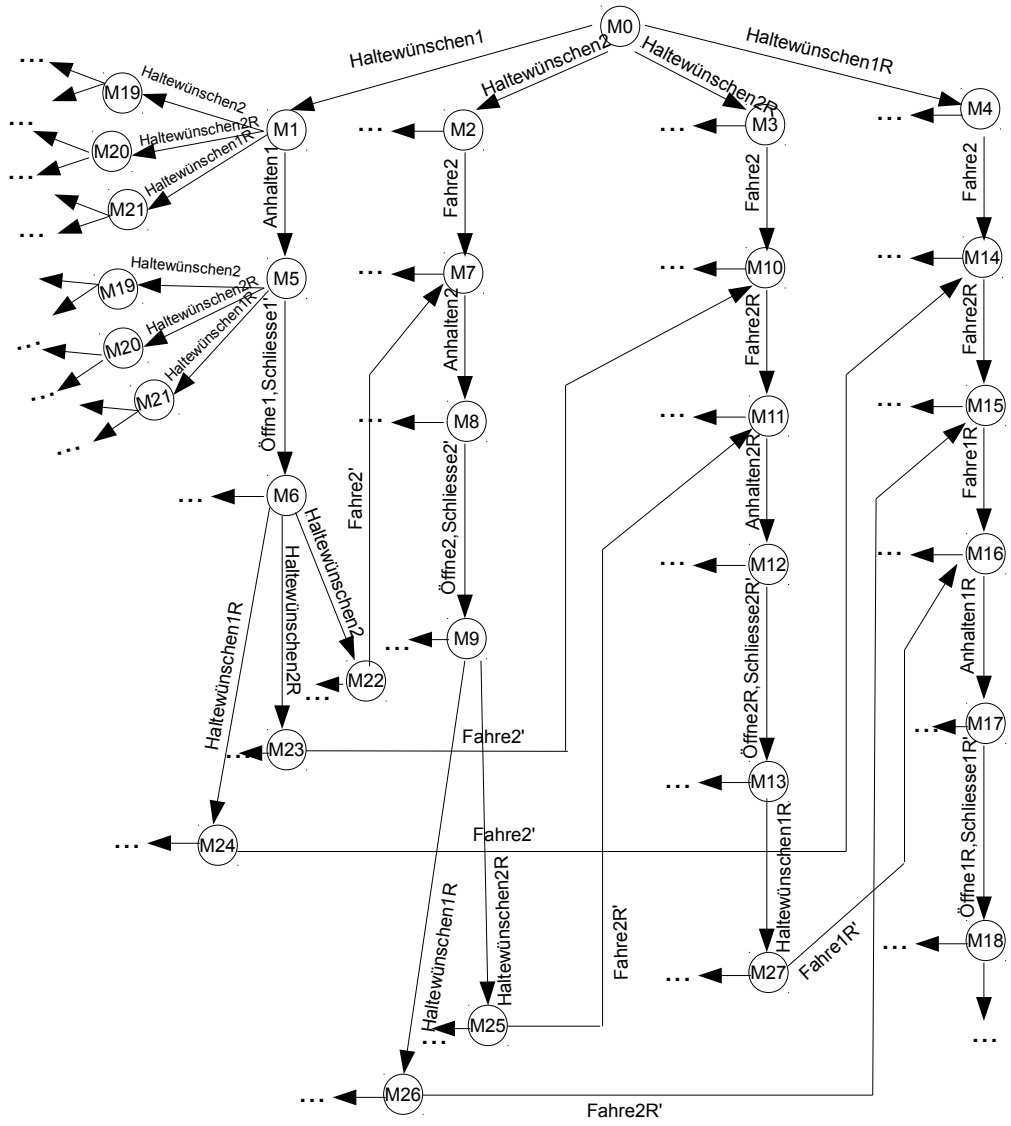 M0
Haltewünschen1
Haltewünschen2
Haltewünschen2R
Haltewünschen1R
...
M19
Haltewünschen2
...
M20
Haltewünschen2R
...
M21
Haltewünschen1R
...
M1
...
M2
...
M3
...
M4
Anhalten1
Fahre2
Fahre2
Fahre2
...
M19
Haltewünschen2
M5
...
M7
...
M10
...
M14
...
M20
Haltewünschen2R
...
M21
Haltewünschen1R
...
Öffne1,Schliesse1'
Anhalten2
Fahre2R
Fahre2R
...
M8
...
M11
...
M15
...
M6
Fahre2'
Öffne2,Schliesse2'
Anhalten2R
Fahre1R
Haltewünschen1R
Haltewünschen2R
Haltewünschen2
...
M12
...
M16
...
M22
...
M9
Öffne2R,Schliesse2R'
Anhalten1R
...
M23
Fahre2'
...
M13
...
M17
...
M24
Fahre2'
Haltewünschen1R
Haltewünschen2R
Fahre2R'
Haltewünschen1R
Öffne1R,Schliesse1R'
...
M27
Fahre1R'
...
M18
...
...
M25
...
M26
Fahre2R'